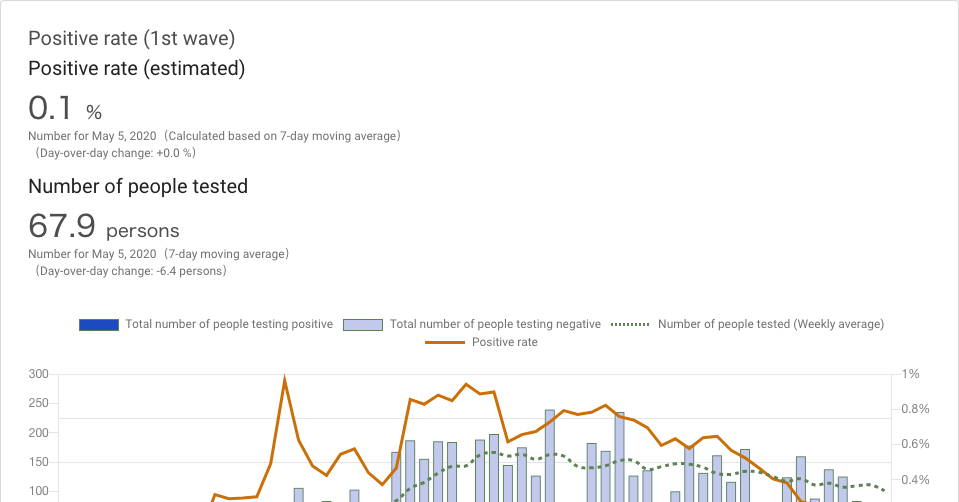 Positive rate (1st wave)
Positive rate (estimated)
0.1 %
Number for May 5, 2020（Calculated based on 7-day moving average）
（Day-over-day change: +0.0 %）
Number of people tested
67.9 persons
Number for May 5, 2020（7-day moving average）
（Day-over-day change: -6.4 persons）
Total number of people testing positive Total number of people testing negative Number of people tested (Weekly average)
Positive rate
300 1%
250 0.8%
200 0.6%
150 0.4%
100